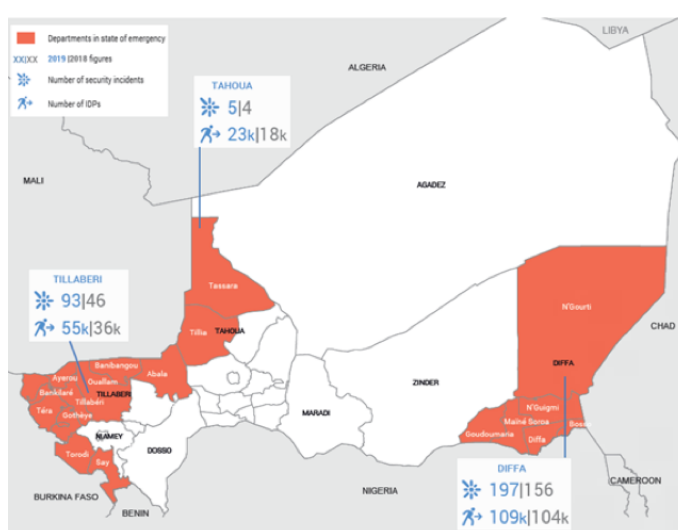 Departments in state of emergency
XX|XX 2019 | 2018 figures
Number of security incidents
Number of IDPs
LIBYA
ALGERIA
TAHOUA
5|4
23k|18k
MALI
AGADEZ
TILLABERI
93|46
55k|36k
Tassara
N'Gourti
Tillia
TAHOUA
CHAD
Banibangou
Abala
Ayerou
Ouallam
Bankilaré
Tillabéri
TILLABERI
Téra
Gothèye
DIFFA
ZINDER
MARADI
N'Guigmi
Maïné Soroa
Bosso
Goudoumaria
Diffa
NIAMEY
DOSSO
Torodi
Say
DIFFA
197|156
109k|104k
BURKINA FASO
BENIN
NIGERIA
CAMEROON